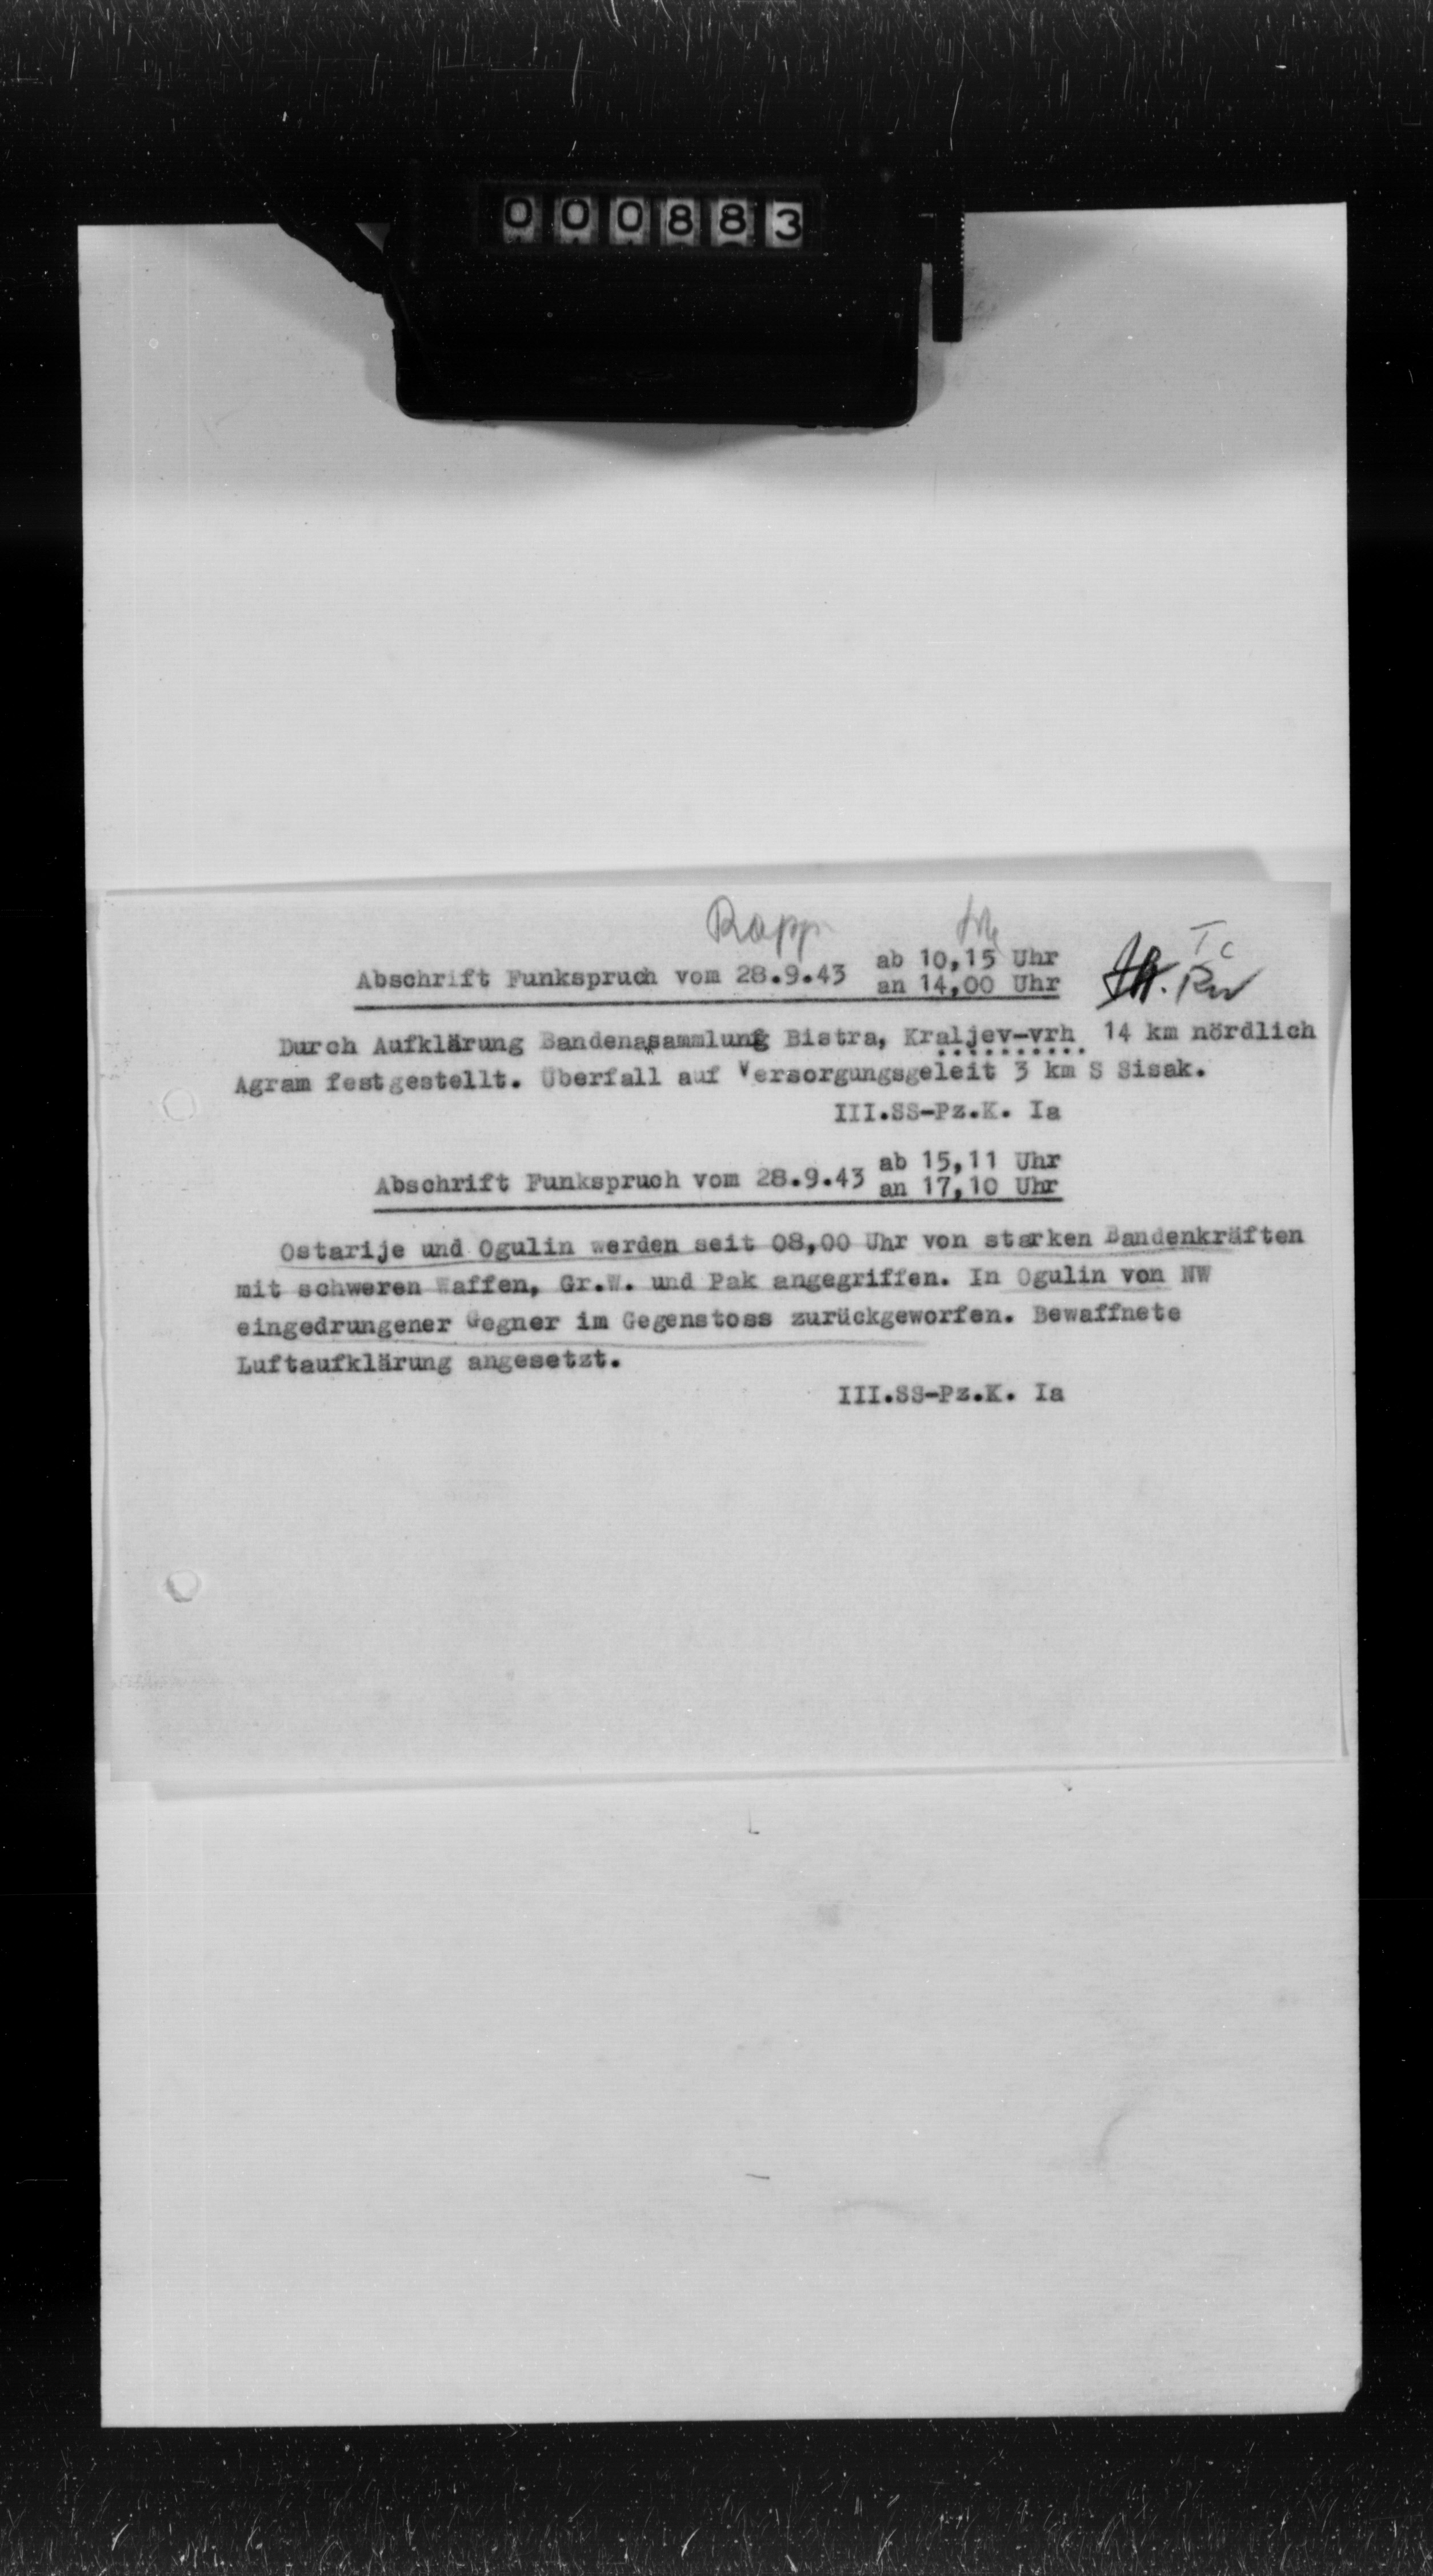 000883
Rapp
Ic
Abschrift Funkspruch vom 28.9.43 ab 10,15 Uhr
an 14,00 Uhr
Durch Aufklärung Bandenasammlung Bistra, Kraljev-vrh 14 km nördlich
Agram festgestellt. Überfall auf Versorgungsgeleit 3 km S Sisak.
III.SS-Pz.K. Ia
Abschrift Funkspruch vom 28.9.43 ab 15,11 Uhr
an 17,10 Uhr
Ostarije und Ogulin werden seit 08,00 Uhr von starken Bandenkräften
mit schweren Waffen, Gr.W. und Pak angegriffen. In Ogulin von NW
eingedrungener Gegner im Gegenstoss zurückgeworfen. Bewaffnete
Luftaufklärung angesetzt.
III.SS-Pz.K. Ia